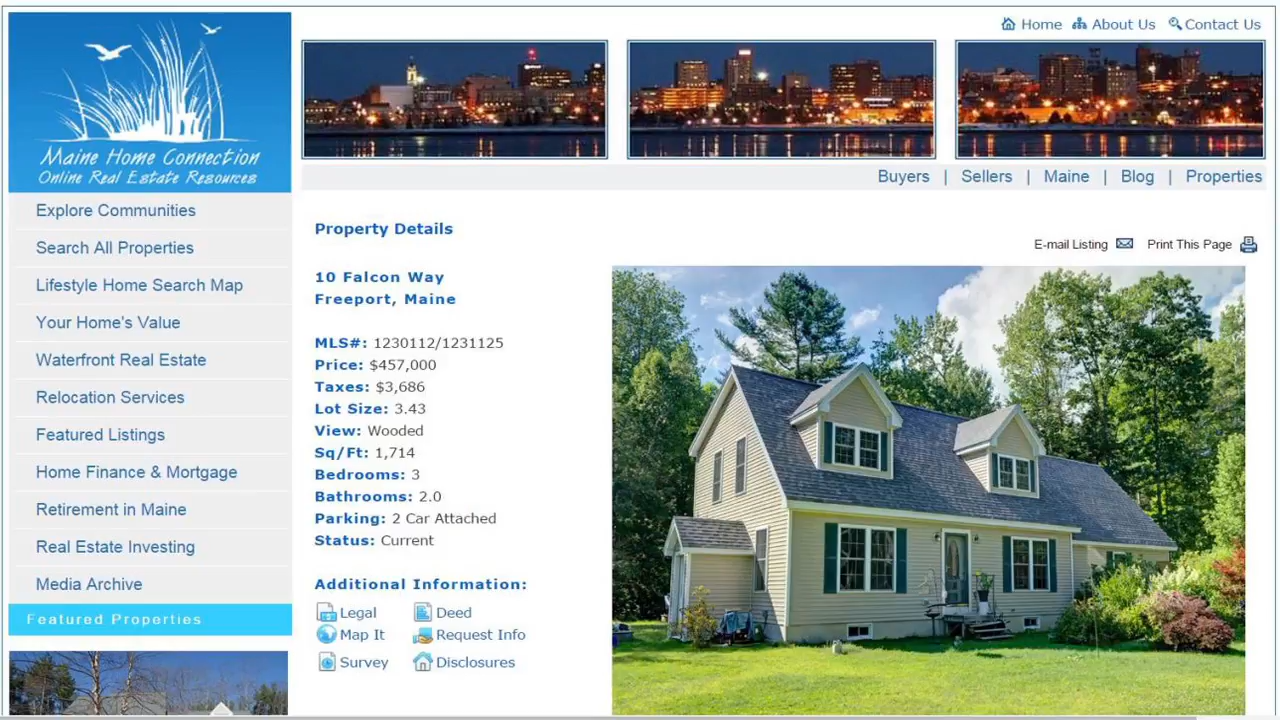 Home About Us Contact Us
Maine Home Connection
Online Real Estate Resources
Buyers | Sellers | Maine | Blog | Properties
Explore Communities
Search All Properties
Lifestyle Home Search Map
Your Home's Value
Waterfront Real Estate
Relocation Services
Featured Listings
Home Finance & Mortgage
Retirement in Maine
Real Estate Investing
Media Archive
Featured Properties
Property Details
E-mail Listing Print This Page
10 Falcon Way
Freeport, Maine
MLS#: 1230112/1231125
Price: $457,000
Taxes: $3,686
Lot Size: 3.43
View: Wooded
Sq/Ft: 1,714
Bedrooms: 3
Bathrooms: 2.0
Parking: 2 Car Attached
Status: Current
Additional Information:
Legal Deed
Map It Request Info
Survey Disclosures